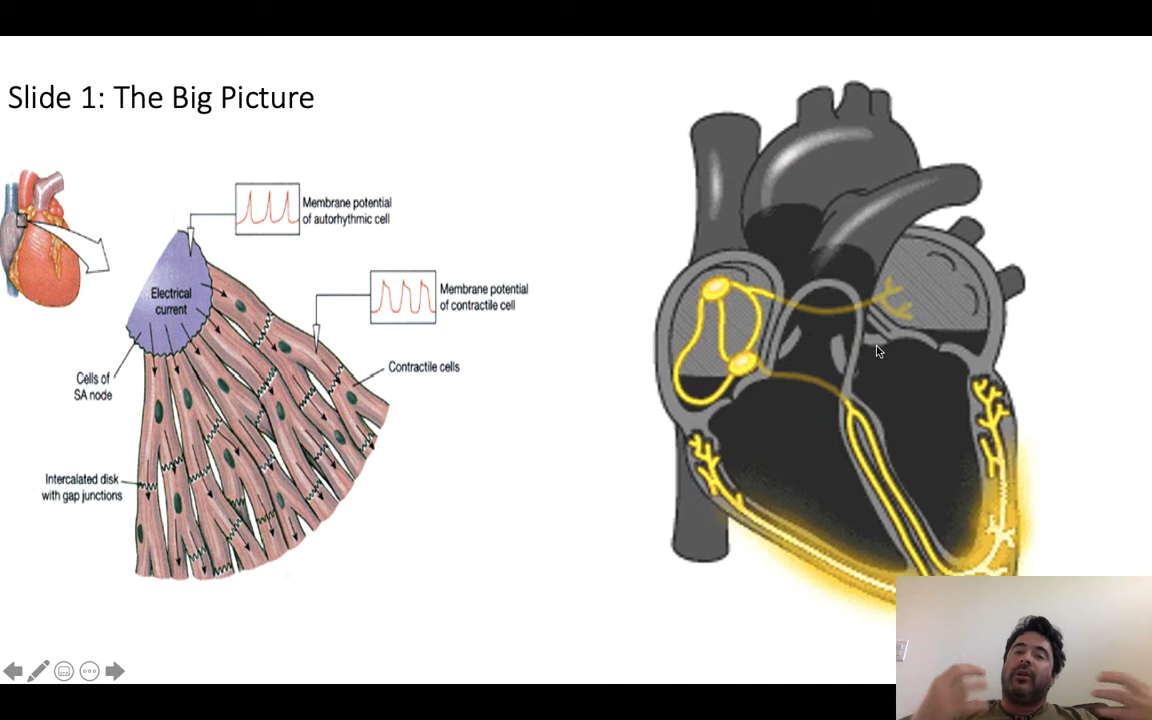 Slide 1: The Big Picture
Membrane potential
of autorhythmic cell
Electrical
current
Membrane potential
of contractile cell
Contractile cells
Cells of
SA node
Intercalated disk
with gap junctions